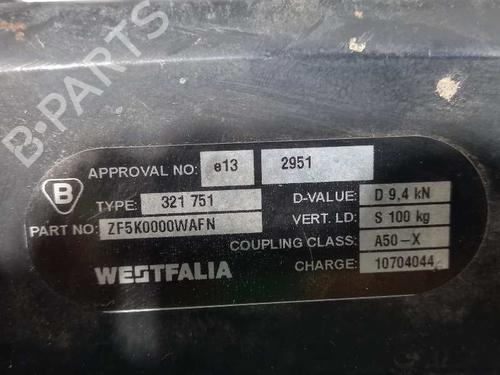 B-PARTS
APPROVAL NO: e13 2951
B
TYPE: 321 751 D-VALUE: D 9,4 kN
PART NO: ZF5K0000WAFN VERT. LD: S 100 kg
COUPLING CLASS: A50-X
WESTFALIA CHARGE: 10704044